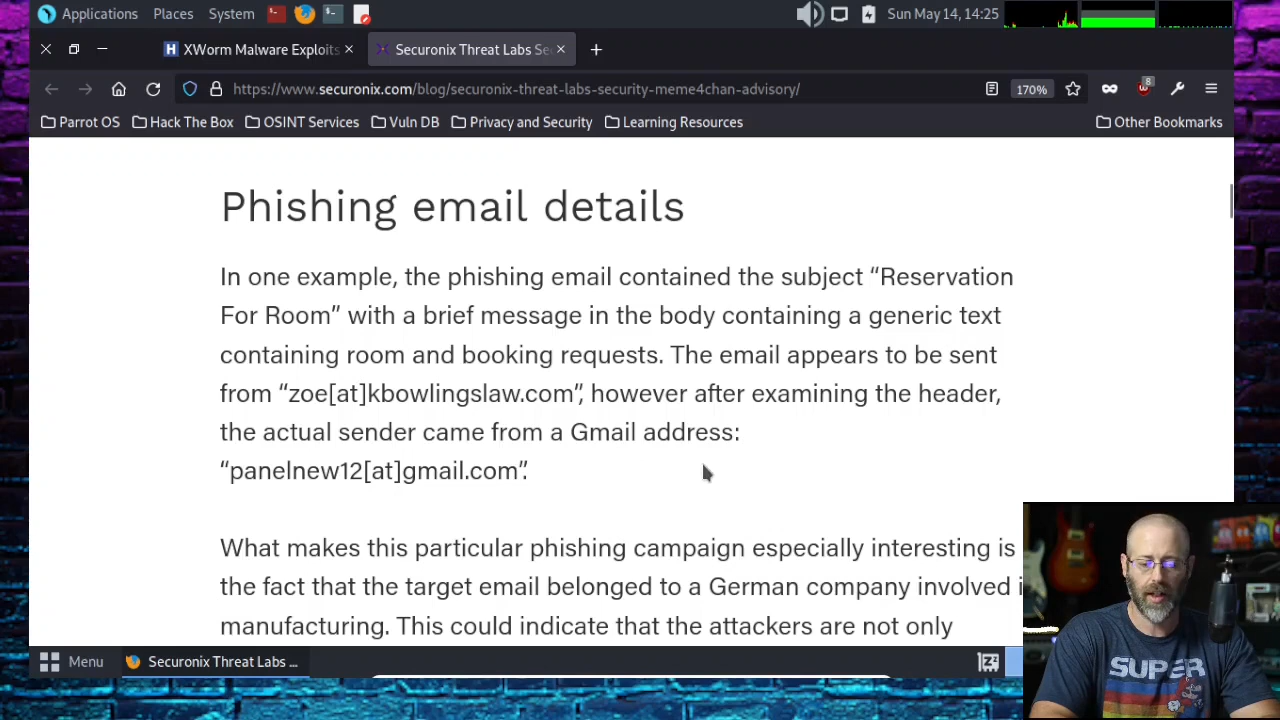 Applications Places System
Sun May 14, 14:25
XWorm Malware Exploits
Securonix Threat Labs Se
https://www.securonix.com/blog/securonix-threat-labs-security-meme4chan-advisory/
170%
8
Parrot OS Hack The Box OSINT Services Vuln DB Privacy and Security Learning Resources Other Bookmarks
Phishing email details
In one example, the phishing email contained the subject “Reservation
For Room” with a brief message in the body containing a generic text
containing room and booking requests. The email appears to be sent
from “zoe[at]kbowlingslaw.com”, however after examining the header,
the actual sender came from a Gmail address:
“panelnew12[at]gmail.com”.
What makes this particular phishing campaign especially interesting is
the fact that the target email belonged to a German company involved i
manufacturing. This could indicate that the attackers are not only
SUPER
Menu Securonix Threat Labs ...